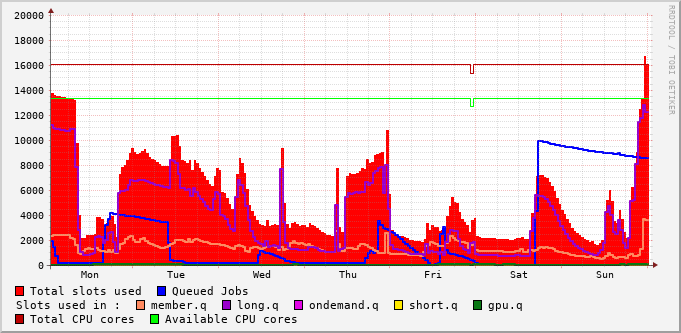 20000
18000
16000
14000
12000
10000
8000
6000
4000
2000
0
Mon Tue Wed Thu Fri Sat Sun
RRDTOOL / TOBI OETIKER
Total slots used Queued Jobs
Slots used in : member.q long.q ondemand.q short.q gpu.q
Total CPU cores Available CPU cores